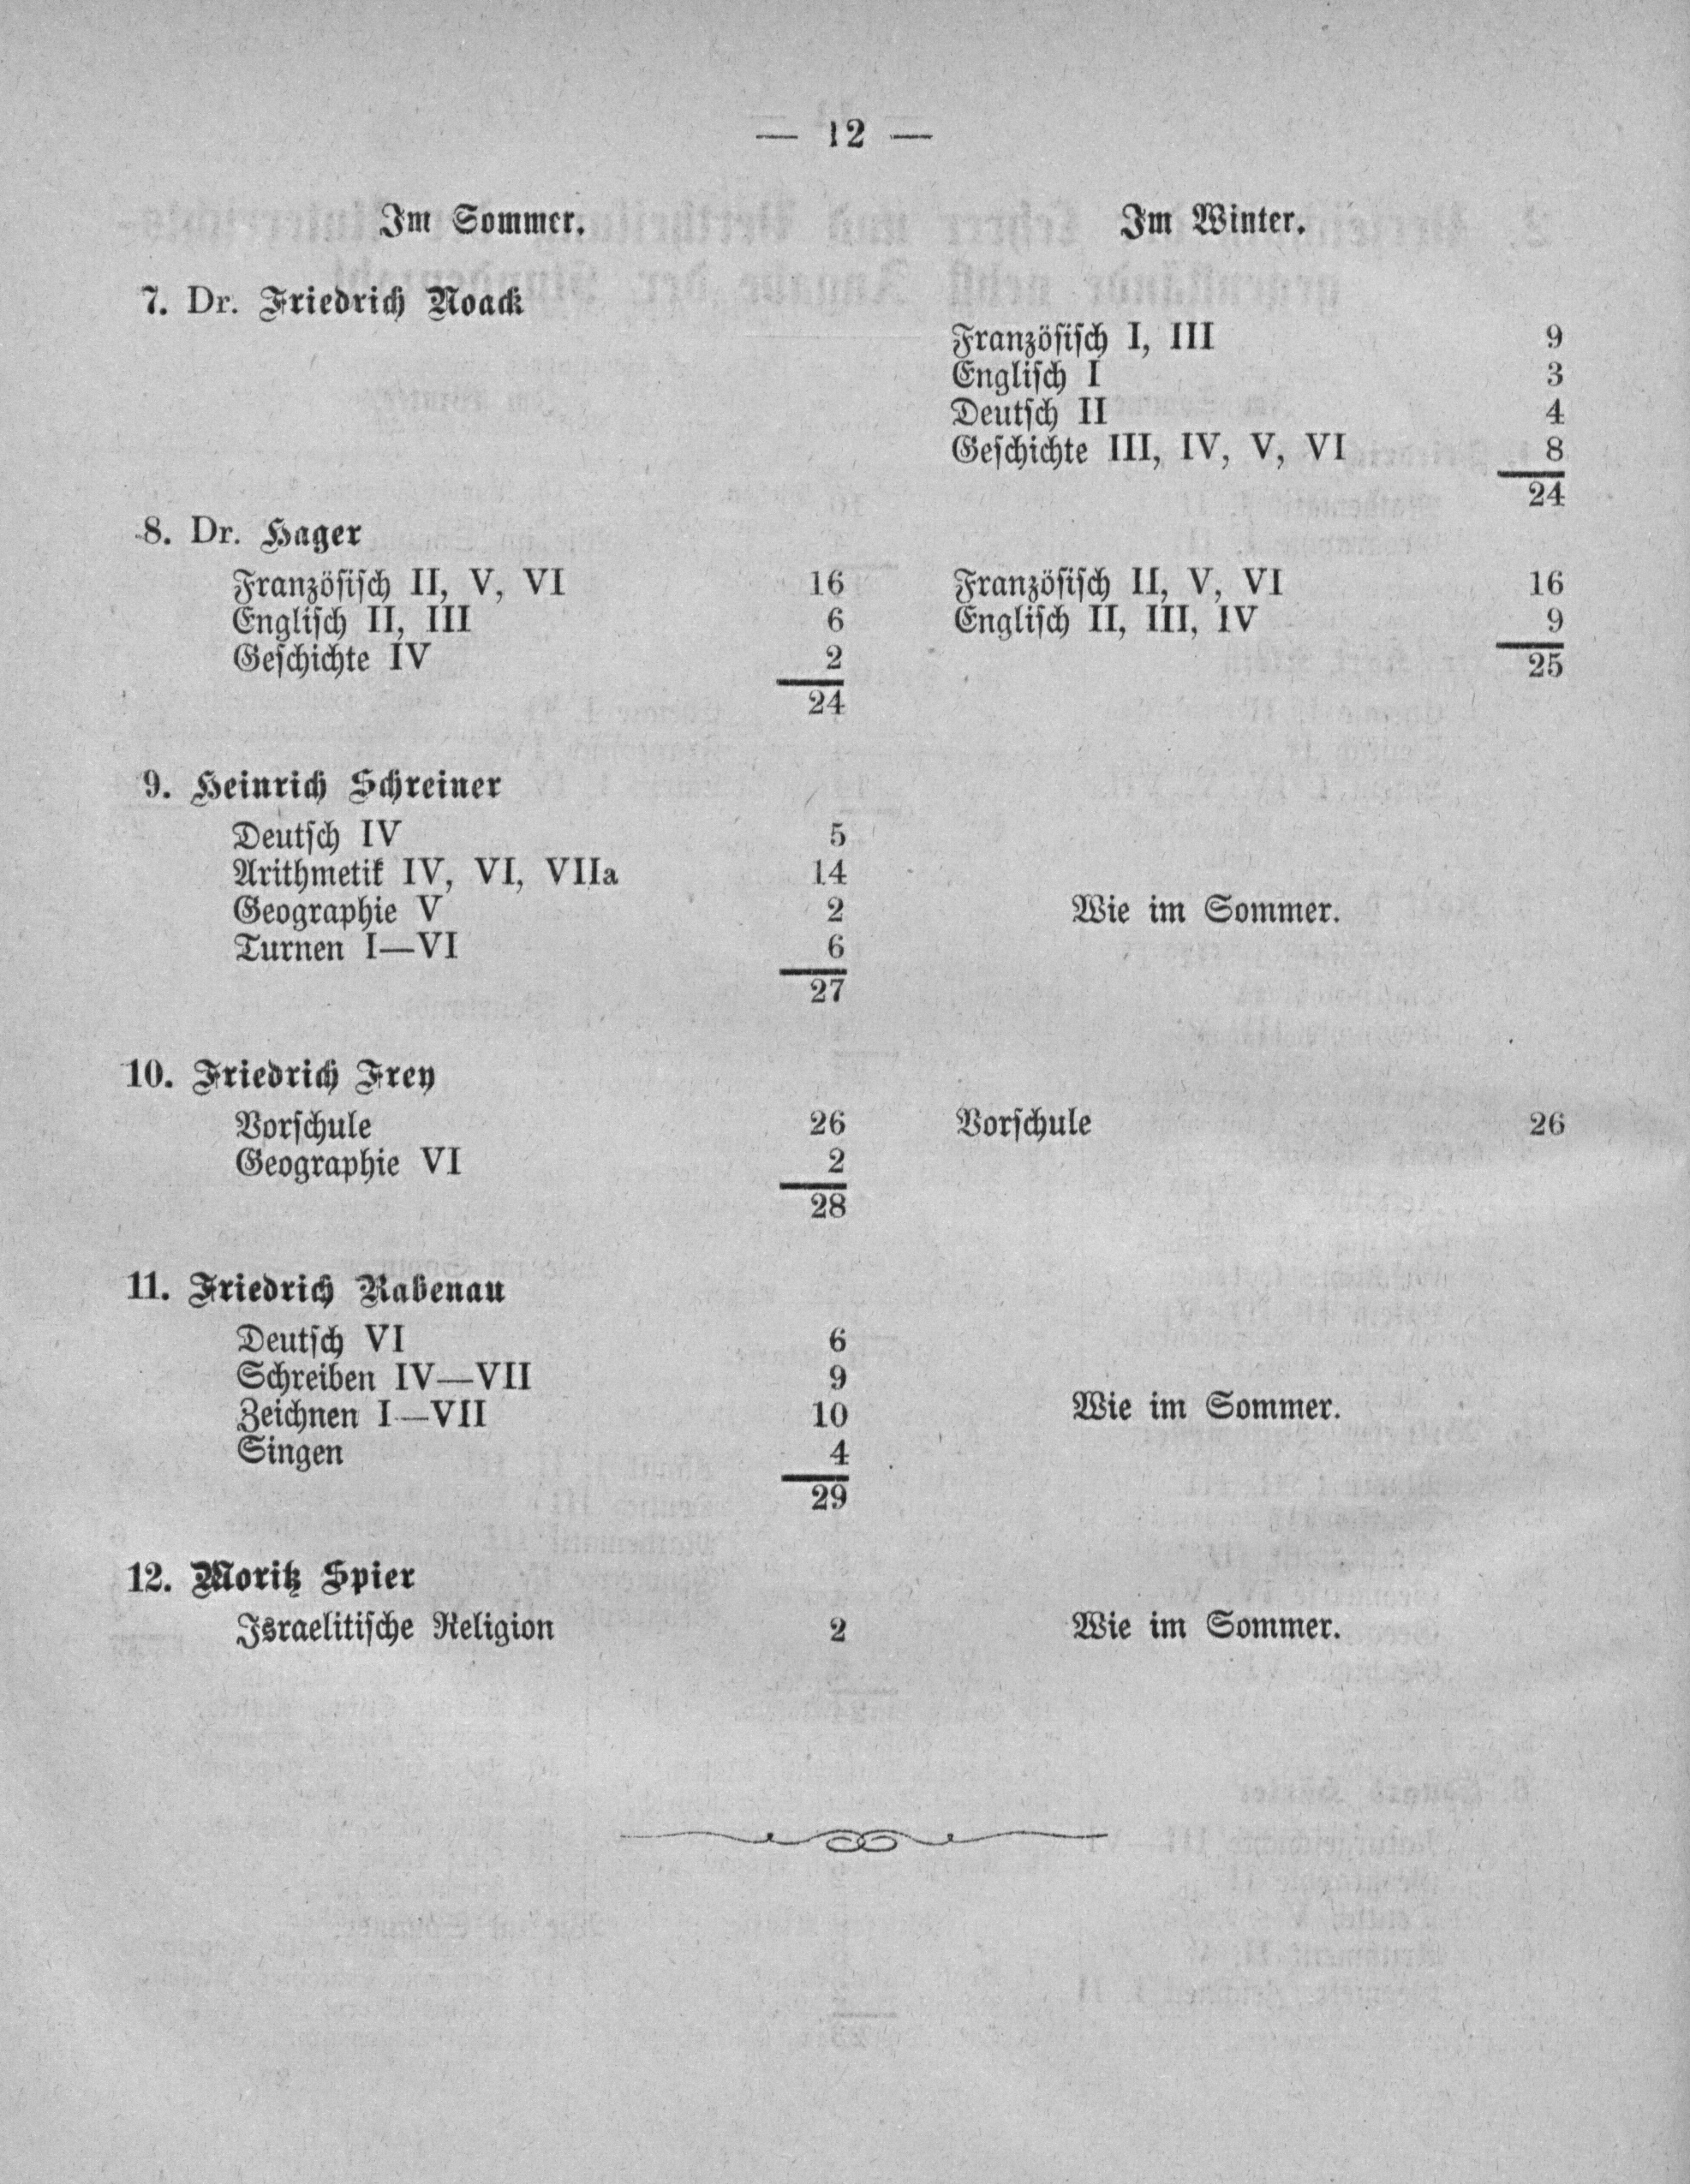 — 12 —
Im Sommer. Im Winter.
7. Dr. Friedrich Noack
Französisch I, III 9
Englisch I 3
Deutsch II 4
Geschichte III, IV, V, VI 8
24
8. Dr. Hager
Französisch II, V, VI 16 Französisch II, V, VI 16
Englisch II, III 6 Englisch II, III, IV 9
Geschichte IV 2 25
24
9. Heinrich Schreiner
Deutsch IV 5
Arithmetik IV, VI, VIIa 14
Geographie V 2 Wie im Sommer.
Turnen I—VI 6
27
10. Friedrich Frey
Vorschule 26 Vorschule 26
Geographie VI 2
28
11. Friedrich Rabenau
Deutsch VI 6
Schreiben IV—VII 9
Zeichnen I—VII 10 Wie im Sommer.
Singen 4
29
12. Moritz Spier
Israelitische Religion 2 Wie im Sommer.